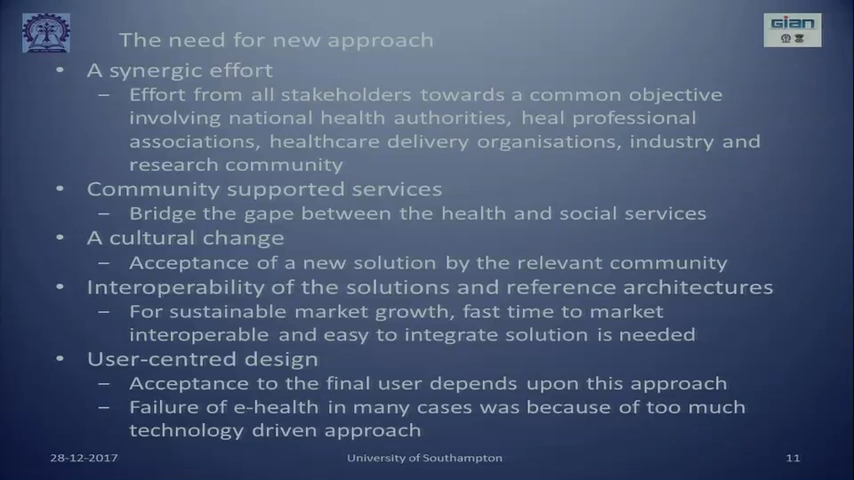 The need for new approach
GIAN
• A synergic effort
– Effort from all stakeholders towards a common objective
involving national health authorities, heal professional
associations, healthcare delivery organisations, industry and
research community
• Community supported services
– Bridge the gape between the health and social services
• A cultural change
– Acceptance of a new solution by the relevant community
• Interoperability of the solutions and reference architectures
– For sustainable market growth, fast time to market
interoperable and easy to integrate solution is needed
• User-centred design
– Acceptance to the final user depends upon this approach
– Failure of e-health in many cases was because of too much
technology driven approach
28-12-2017 University of Southampton 11